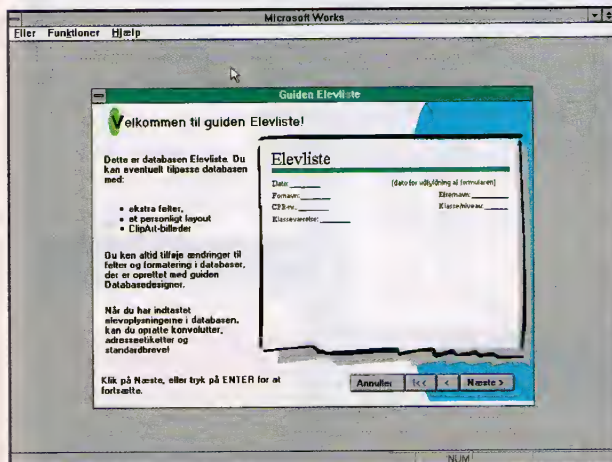 Microsoft Works
Filer Funktioner Hjælp
Guiden Elevliste
Velkommen til guiden Elevliste!
Dette er databasen Elevliste. Du
kan eventuelt tilpasse databasen
med:
• ekstra felter,
• et personligt layout
• ClipArt-billeder
Du kan altid tilføje ændringer til
felter og formatering i databaser,
der er oprettet med guiden
Databasedesigner.
Når du har indtastet
elevoplysningerne i databasen,
kan du oprette konvolutter,
adresseetiketter og
standardbreve!
Klik på Næste, eller tryk på ENTER for at
fortsætte.
Elevliste
Dato: (dato for udfyldning af formularen)
Fornavn: Efternavn:
CPR-nr.: Klasse/niveau:
Klasseværelse:
Annuller |<< < Næste >
NUM